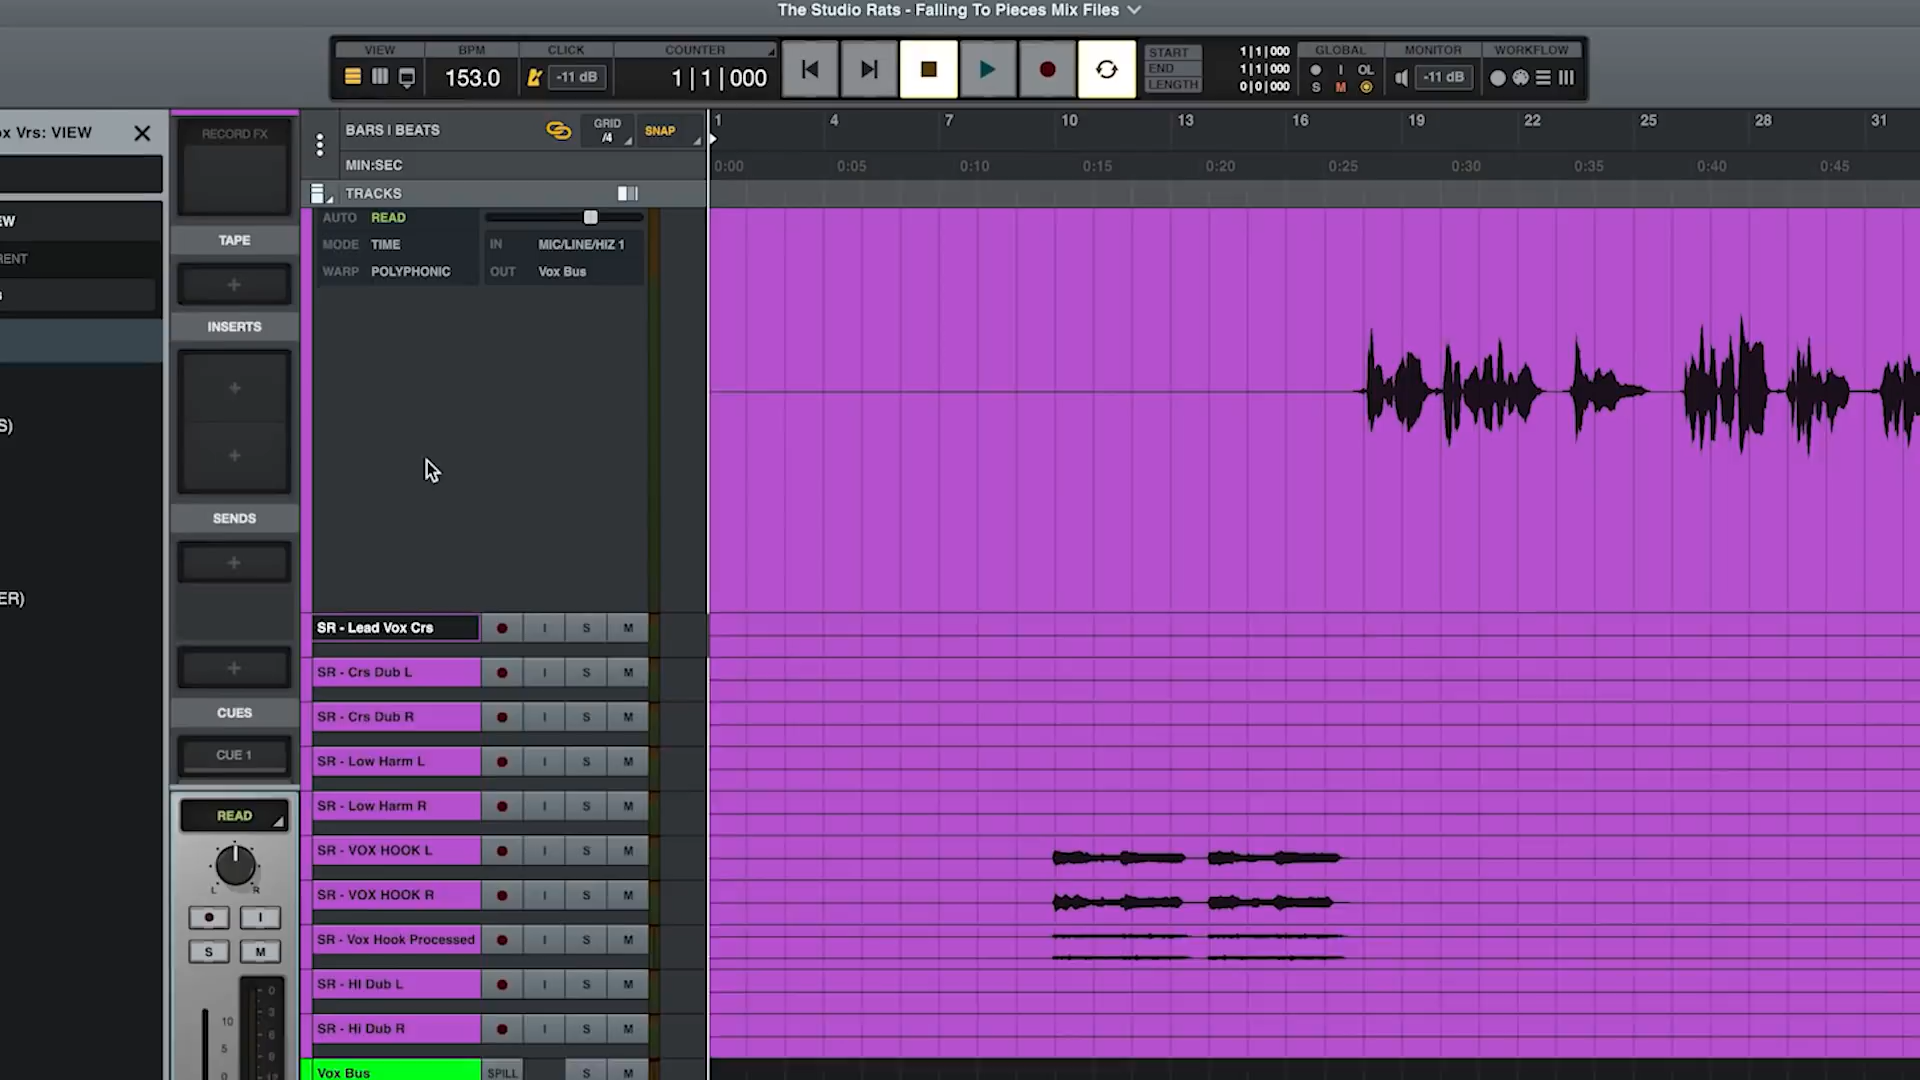 The Studio Rats - Falling To Pieces Mix Files
VIEW BPM CLICK COUNTER
153.0 -11 dB 1|1|000
START 1|1|000
END 1|1|000
LENGTH 0|0|000
GLOBAL MONITOR WORKFLOW
I OL
S M
-11 dB
ox Vrs: VIEW
EW
RENT
S)
ER)
RECORD FX
TAPE
+
INSERTS
+
+
SENDS
+
+
CUES
CUE 1
READ
L R
I
S M
10
5
0
0
3
6
9
12
BARS | BEATS
GRID
/4
SNAP
MIN:SEC
TRACKS
1 4 7 10 13 16 19 22 25 28 31
0:00 0:05 0:10 0:15 0:20 0:25 0:30 0:35 0:40 0:45
AUTO READ
MODE TIME IN MIC/LINE/HIZ 1
WARP POLYPHONIC OUT Vox Bus
SR - Lead Vox Crs I S M
SR - Crs Dub L I S M
SR - Crs Dub R I S M
SR - Low Harm L I S M
SR - Low Harm R I S M
SR - VOX HOOK L I S M
SR - VOX HOOK R I S M
SR - Vox Hook Processed I S M
SR - HI Dub L I S M
SR - Hi Dub R I S M
Vox Bus SPILL S M